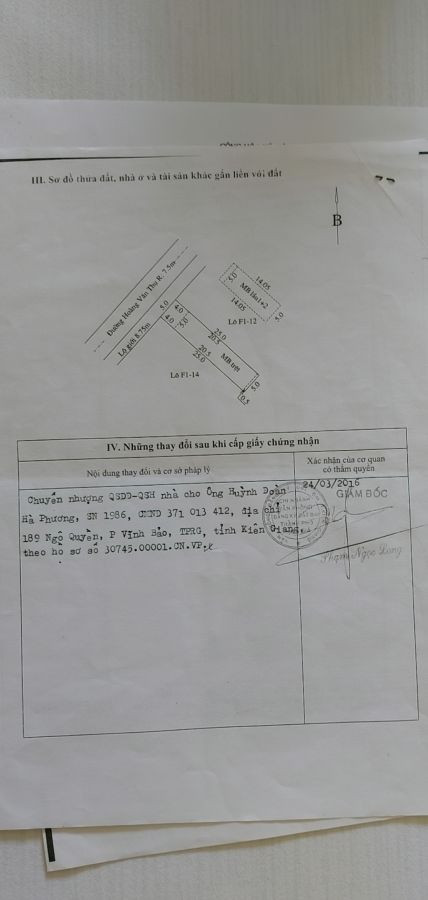 III. Sơ đồ thửa đất, nhà ở và tài sản khác gắn liền với đất
B
Đường Hoàng Văn Thụ R. 7.5m
Lộ giới 8.75m
5.0
4.0
4.0
5.0
25.0
20.5
20.5
25.0
MB trệt
5.0
0.5
Lô F1-12
Lô F1-14
14.05
5.0
MB lầu1+2
14.05
5.0
IV. Những thay đổi sau khi cấp giấy chứng nhận
Nội dung thay đổi và cơ sở pháp lý
Xác nhận của cơ quan
có thẩm quyền
Chuyển nhượng QSDĐ-QSH nhà cho Ông Huỳnh Đoàn
Hà Phương, SN 1986, CMND 371 013 412, địa chỉ
189 Ngô Quyền, P Vĩnh Bảo, TPRG, tỉnh Kiên Giang,
theo hồ sơ số 30745.00001.CN.VP.
24/03/2016
GIÁM ĐỐC
Phạm Ngọc Long